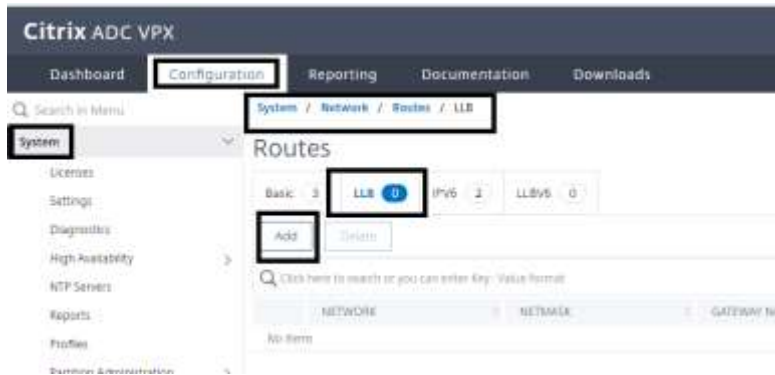 Citrix ADC VPX
Dashboard Configuration Reporting Documentation Downloads
Search in Menu
System / Network / Routes / LLB
System
Routes
Licenses
Basic 3 LLB 0 IPV6 2 LLBV6 0
Settings
Diagnostics
Add Delete
High Availability
NTP Servers
Click here to search or you can enter Key : Value format
Reports
NETWORK NETMASK GATEWAY
Profiles
No items
Partition Administration